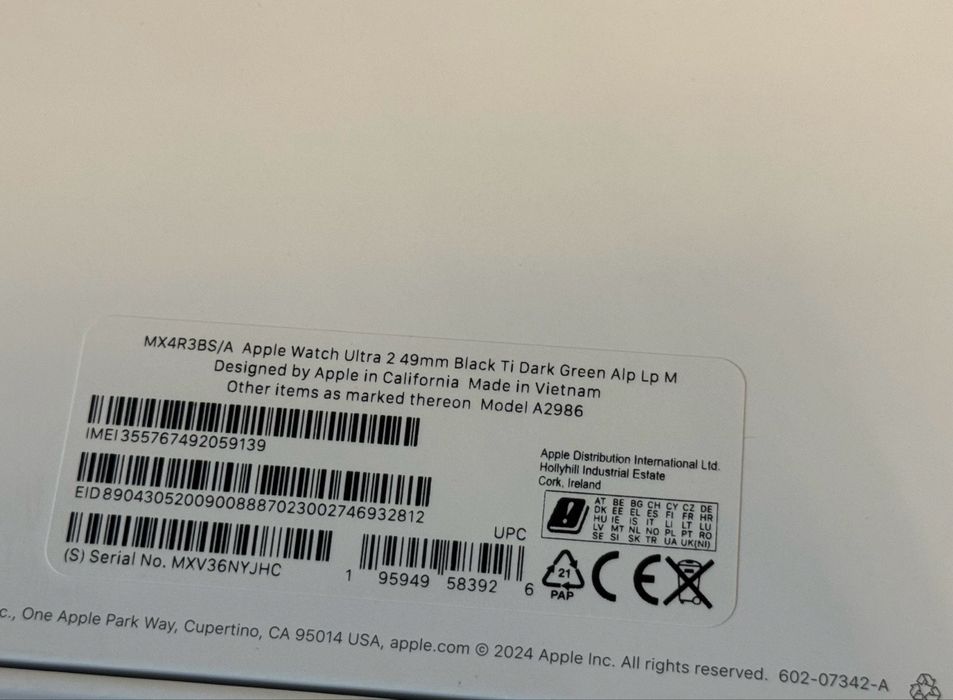 MX4R3BS/A Apple Watch Ultra 2 49mm Black Ti Dark Green Alp Lp M
Designed by Apple in California Made in Vietnam
Other items as marked thereon Model A2986
IMEI 355767492059139
EID 89043052009008887023002746932812
(S) Serial No. MXV36NYJHC
UPC
1 95949 58392 6
Apple Distribution International Ltd.
Hollyhill Industrial Estate
Cork, Ireland
AT BE BG CH CY CZ DE
DK EE EL ES FI FR HR
HU IE IS IT LI LT LU
LV MT NL NO PL PT RO
SE SI SK TR UA UK(NI)
21
PAP
CE
c., One Apple Park Way, Cupertino, CA 95014 USA, apple.com © 2024 Apple Inc. All rights reserved. 602-07342-A